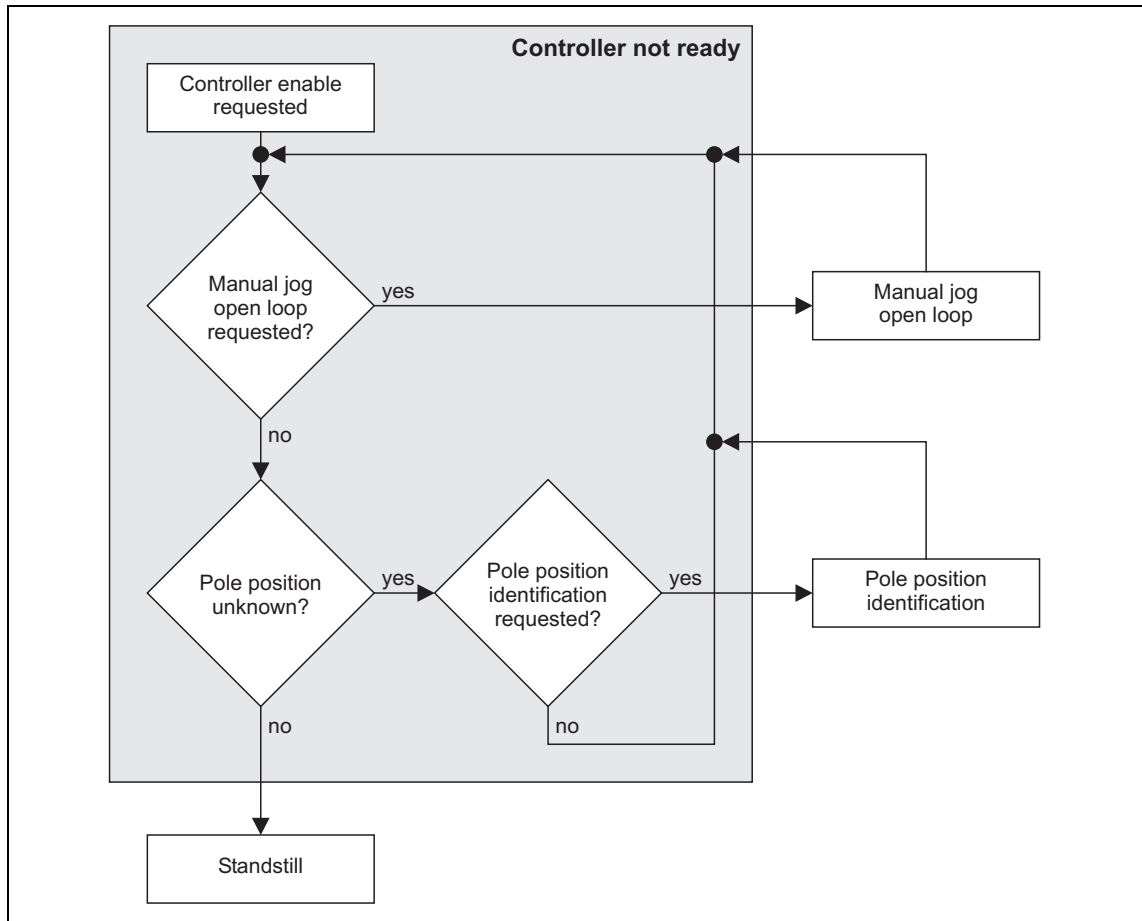 Controller not ready
Controller enable
requested
Manual jog
open loop
requested?
yes
Manual jog
open loop
no
Pole position
unknown?
yes
Pole position
identification
requested?
yes
Pole position
identification
no
no
Standstill